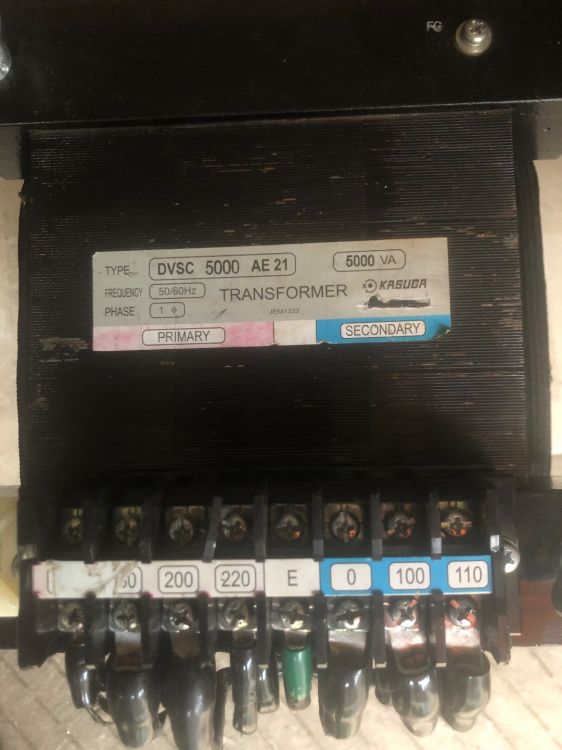 FG
TYPE DVSC 5000 AE 21 5000 VA
FREQUENCY 50/60Hz TRANSFORMER KASUGA
PHASE 1 ϕ JEM1333
PRIMARY SECONDARY
200 220 E 0 100 110